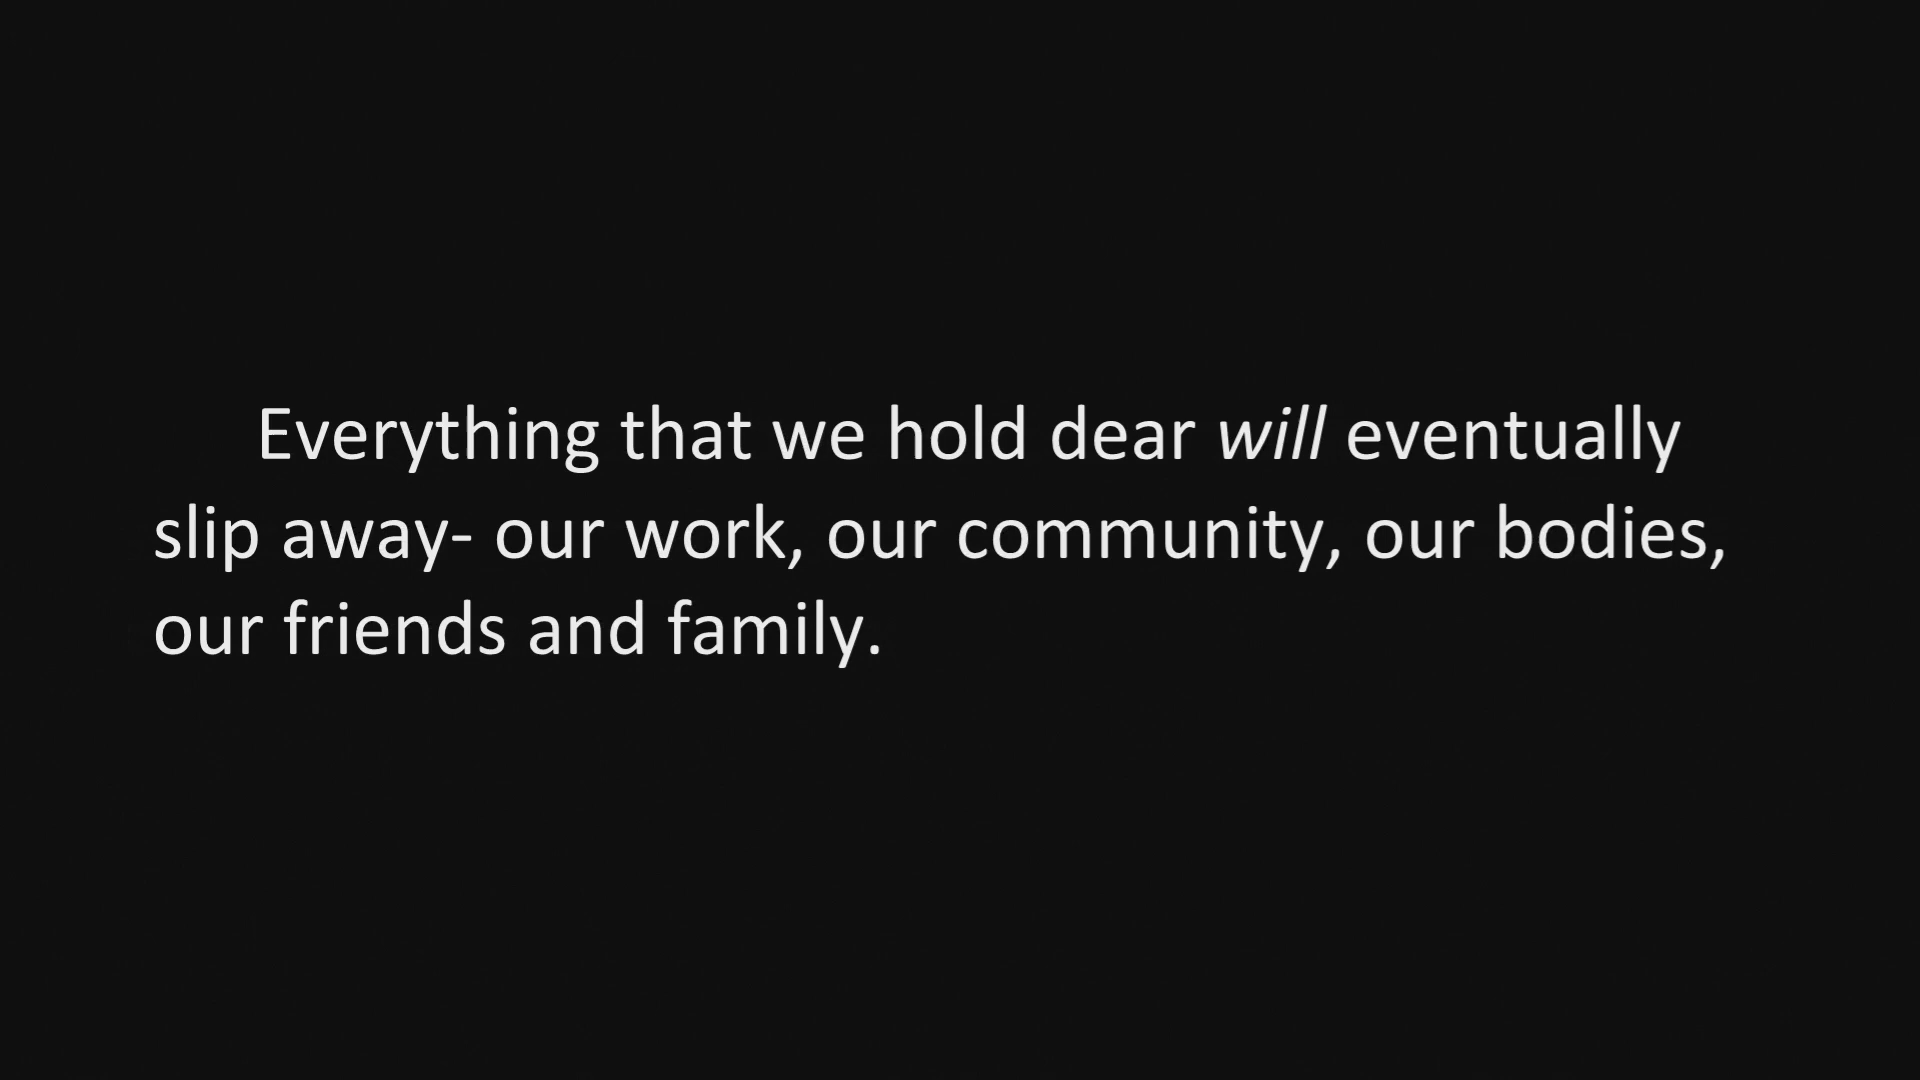 Everything that we hold dear will eventually
slip away- our work, our community, our bodies,
our friends and family.